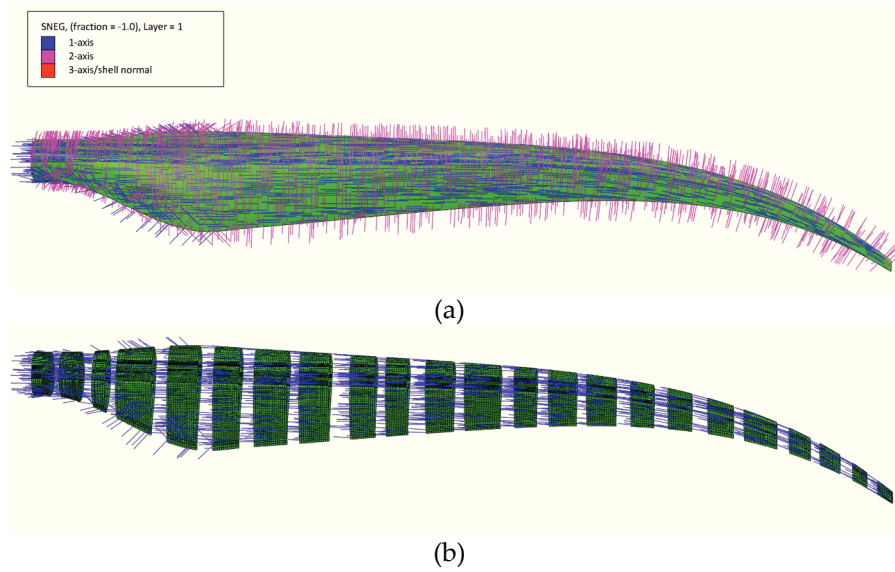 SNEG, (fraction = -1.0), Layer = 1
1-axis
2-axis
3-axis/shell normal
(a)
(b)